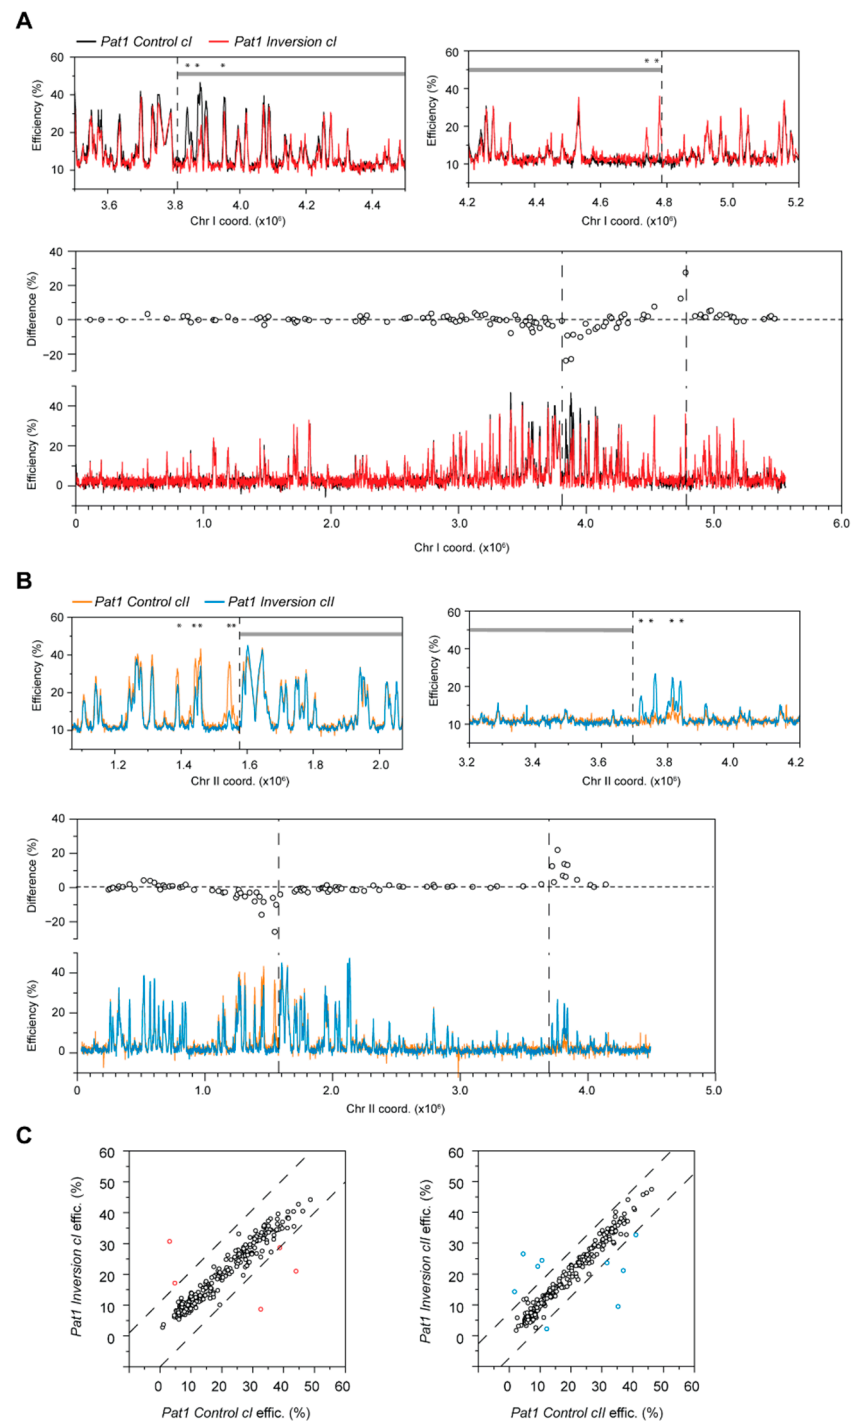 A
Pat1 Control cI Pat1 Inversion cI
60
40
20
10
Efficiency (%)
* * *
3.6 3.8 4.0 4.2 4.4
Chr I coord. (x10⁶)
60
40
20
10
Efficiency (%)
* *
4.2 4.4 4.6 4.8 5.0 5.2
Chr I coord. (x10⁶)
40
20
0
−20
Difference (%)
40
20
0
Efficiency (%)
0 1.0 2.0 3.0 4.0 5.0 6.0
Chr I coord. (x10⁶)
B
Pat1 Control cII Pat1 Inversion cII
60
40
20
10
Efficiency (%)
* ** **
1.2 1.4 1.6 1.8 2.0
Chr II coord. (x10⁶)
60
40
20
10
Efficiency (%)
* * * *
3.2 3.4 3.6 3.8 4.0 4.2
Chr II coord. (x10⁶)
40
20
0
−20
Difference (%)
40
20
0
Efficiency (%)
0 1.0 2.0 3.0 4.0 5.0
Chr II coord. (x10⁶)
C
60
50
40
30
20
10
0
Pat1 Inversion cI effic. (%)
0 10 20 30 40 50 60
Pat1 Control cI effic. (%)
60
50
40
30
20
10
0
Pat1 Inversion cII effic. (%)
0 10 20 30 40 50 60
Pat1 Control cII effic. (%)